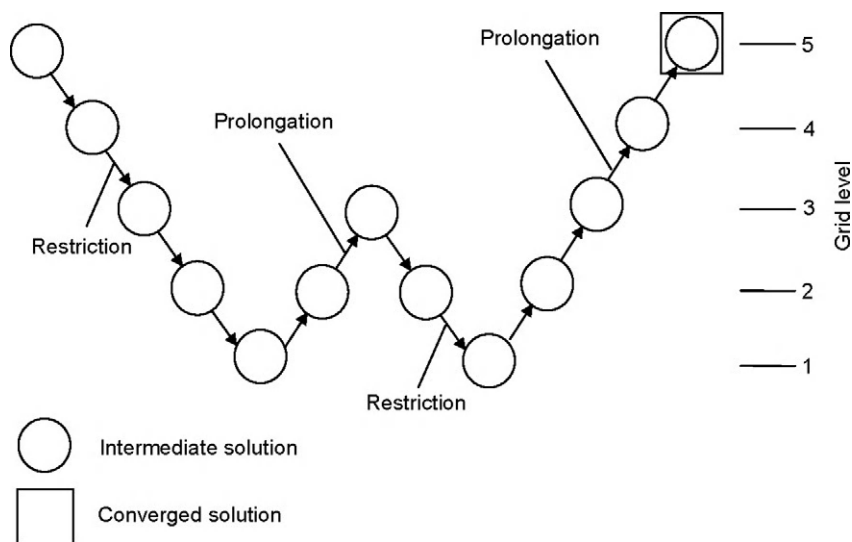 Prolongation
5
Prolongation
4
3
Restriction
2
Restriction
1
Grid level
Intermediate solution
Converged solution